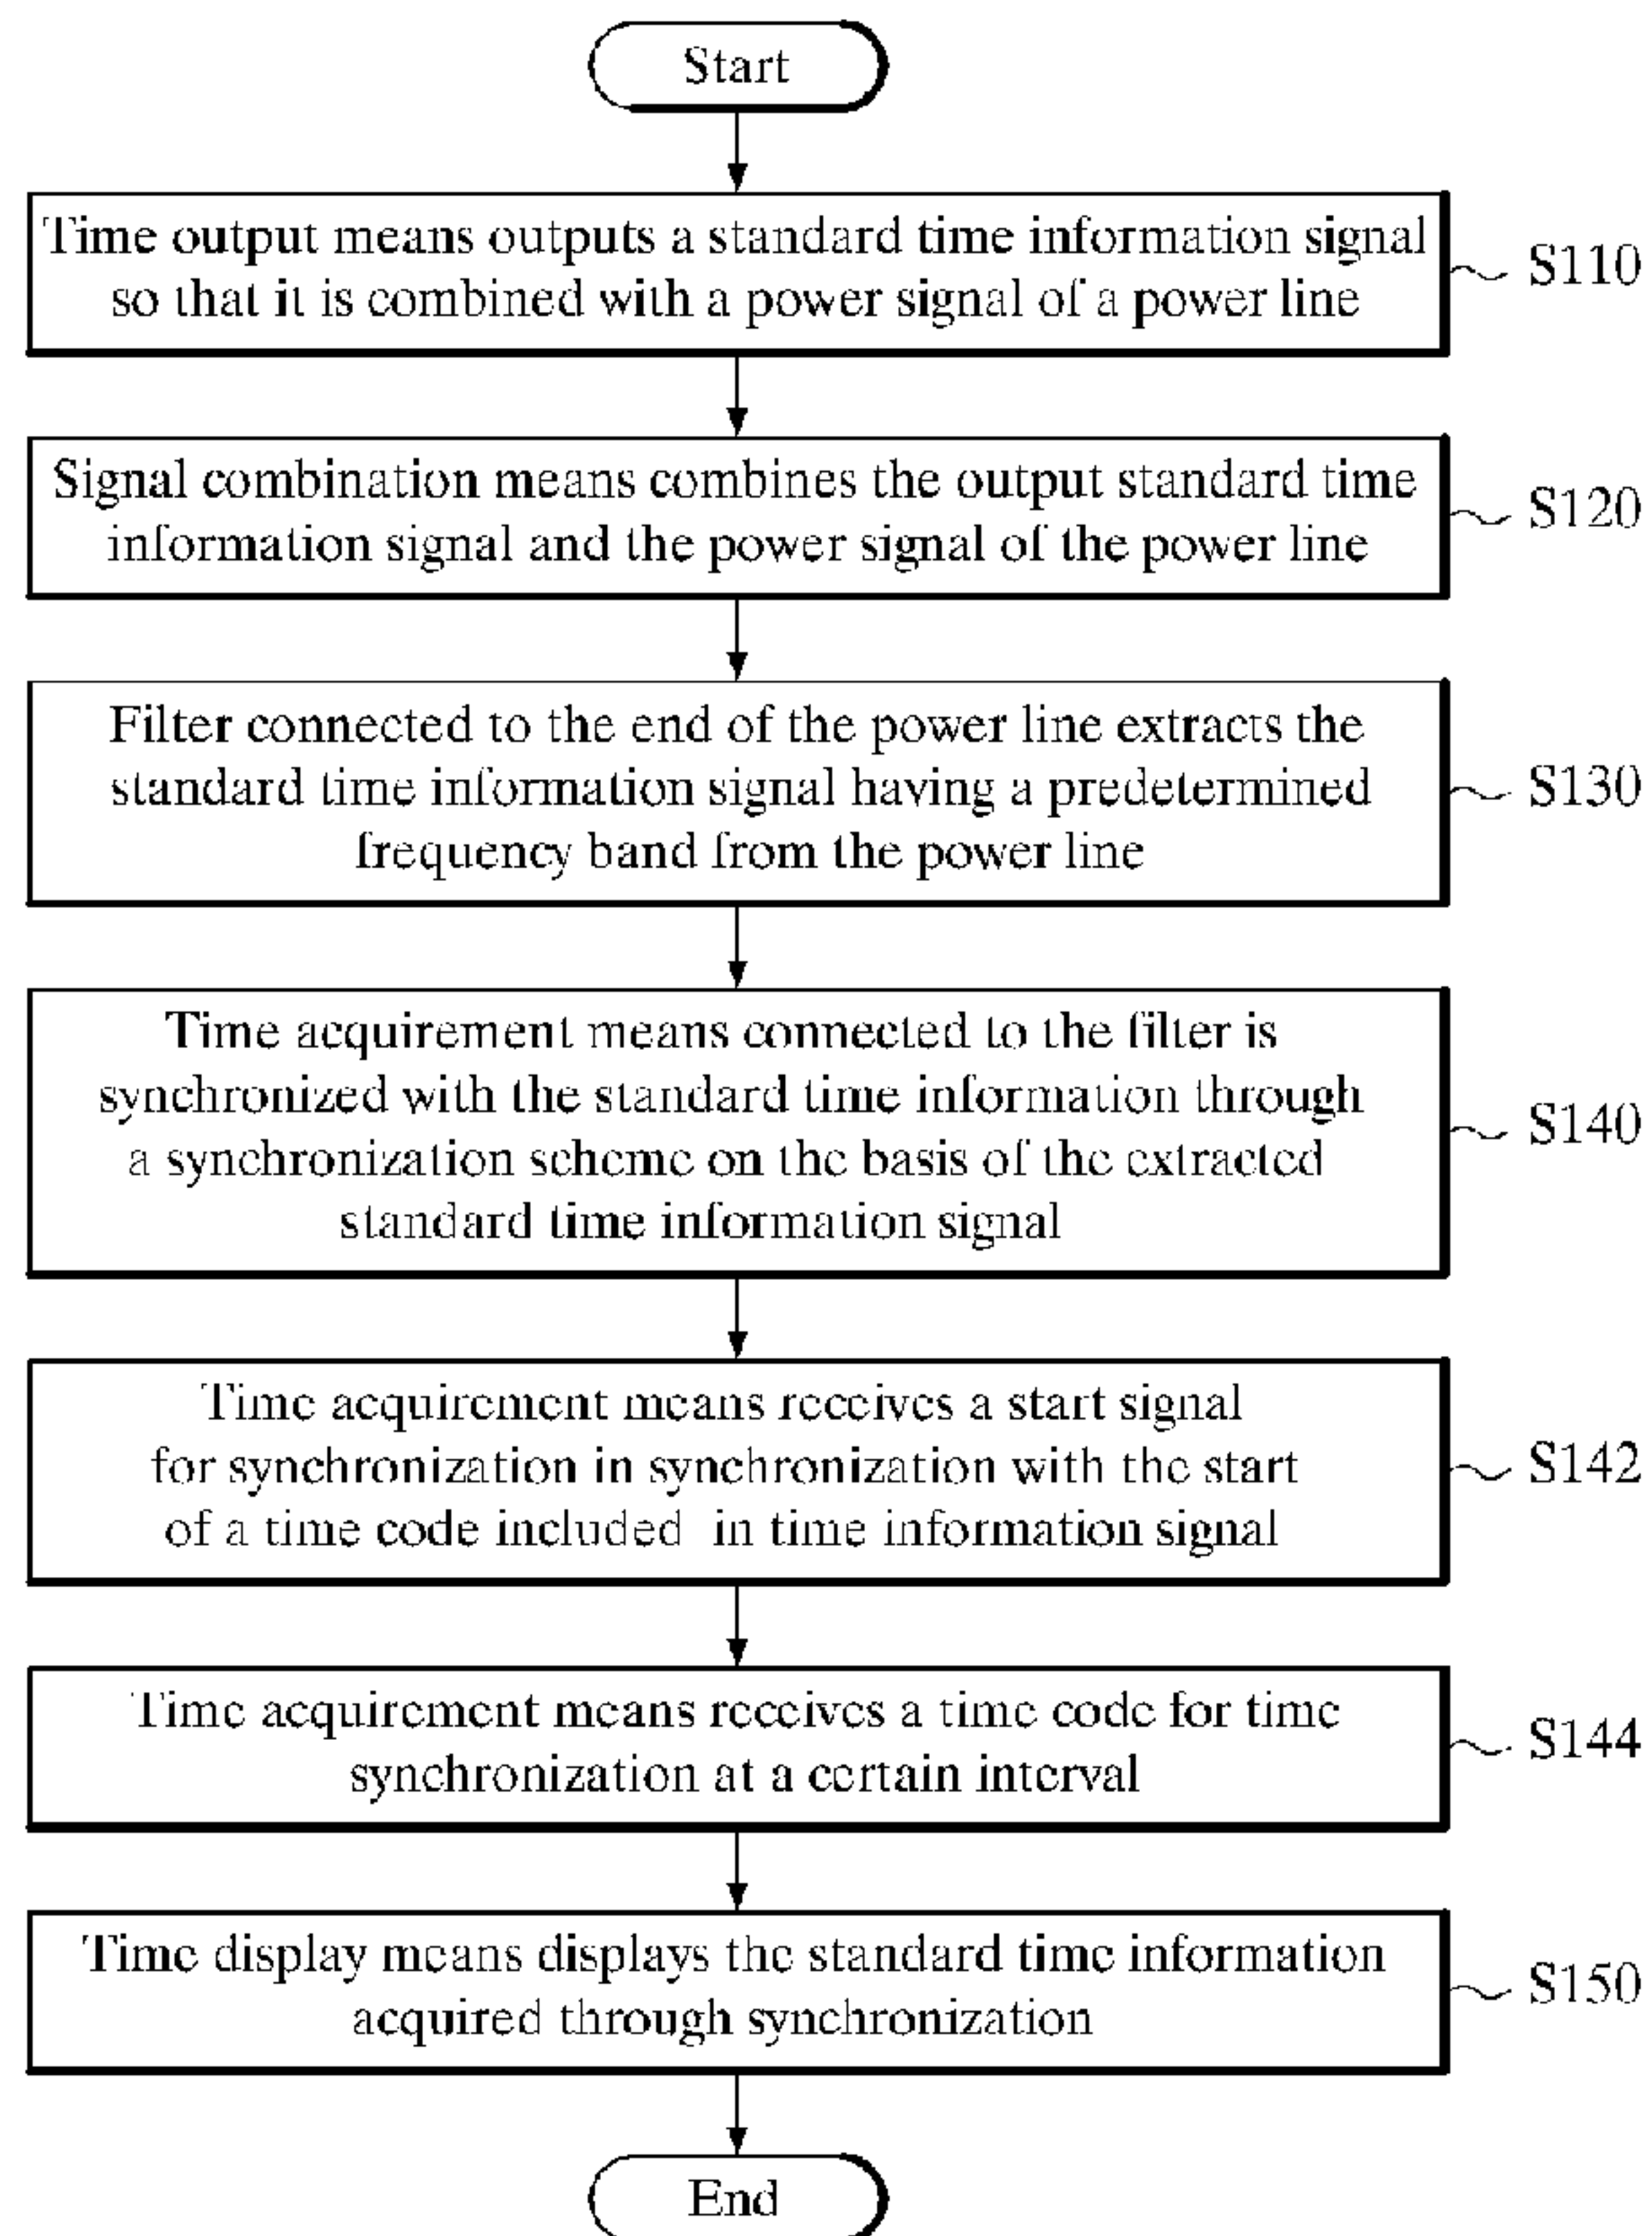 Start
Time output means outputs a standard time information signal
so that it is combined with a power signal of a power line
S110
Signal combination means combines the output standard time
information signal and the power signal of the power line
S120
Filter connected to the end of the power line extracts the
standard time information signal having a predetermined
frequency band from the power line
S130
Time acquirement means connected to the filter is
synchronized with the standard time information through
a synchronization scheme on the basis of the extracted
standard time information signal
S140
Time acquirement means receives a start signal
for synchronization in synchronization with the start
of a time code included in time information signal
S142
Time acquirement means receives a time code for time
synchronization at a certain interval
S144
Time display means displays the standard time information
acquired through synchronization
S150
End